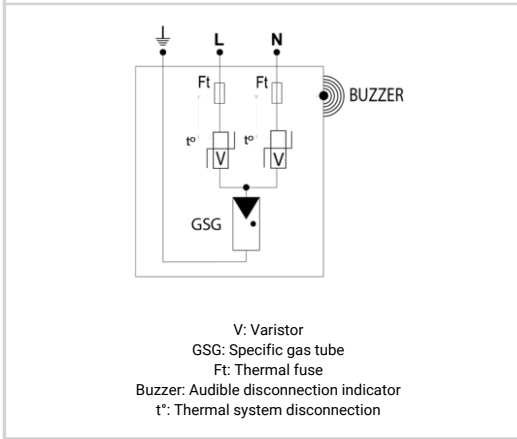 L N
Ft Ft
BUZZER
t° t°
V V
GSG
V: Varistor
GSG: Specific gas tube
Ft: Thermal fuse
Buzzer: Audible disconnection indicator
t°: Thermal system disconnection